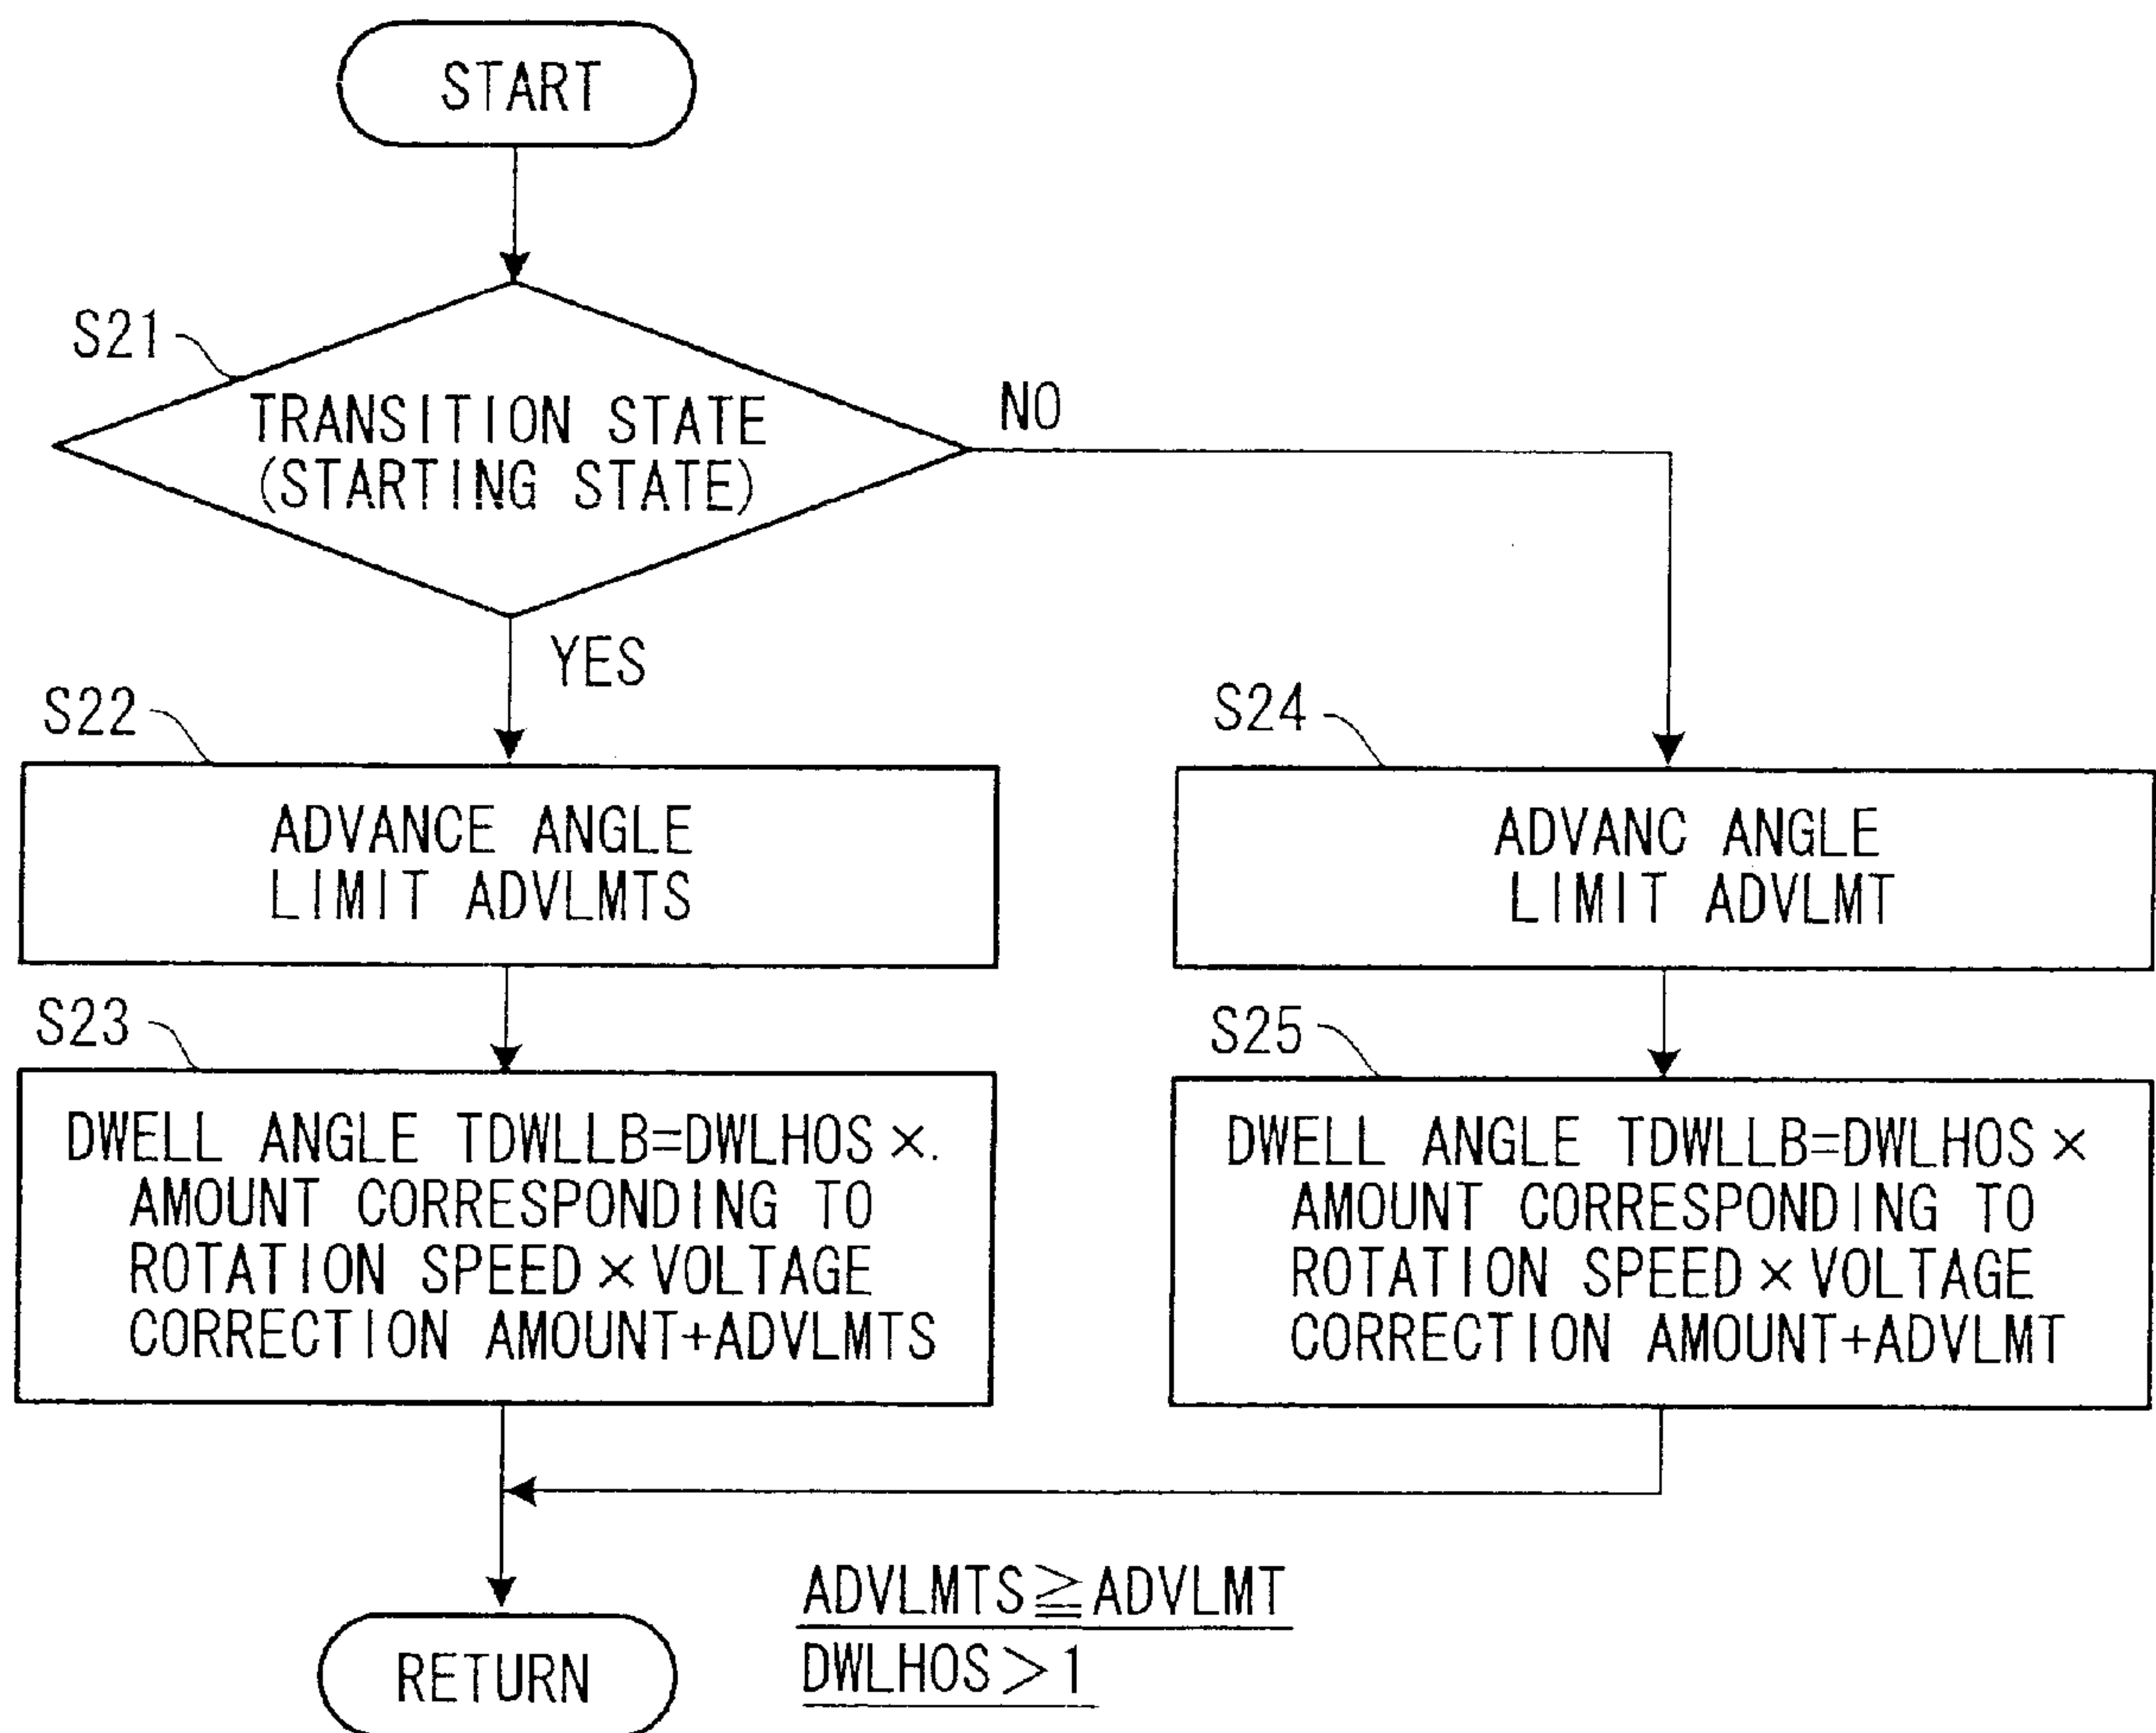 START
S21
TRANSITION STATE
(STARTING STATE)
NO
YES
S22
ADVANCE ANGLE
LIMIT ADVLMTS
S24
ADVANC ANGLE
LIMIT ADVLMT
S23
DWELL ANGLE TDWLLB=DWLHOS×.
AMOUNT CORRESPONDING TO
ROTATION SPEED×VOLTAGE
CORRECTION AMOUNT+ADVLMTS
S25
DWELL ANGLE TDWLLB=DWLHOS×
AMOUNT CORRESPONDING TO
ROTATION SPEED×VOLTAGE
CORRECTION AMOUNT+ADVLMT
ADVLMTS≧ADVLMT
DWLHOS>1
RETURN